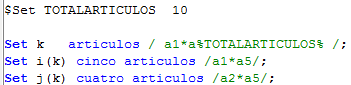 $Set TOTALARTICULOS  10
Set k   articulos / a1*a%TOTALARTICULOS% /;
Set i(k) cinco articulos /a1*a5/;
Set j(k) cuatro articulos /a2*a5/;